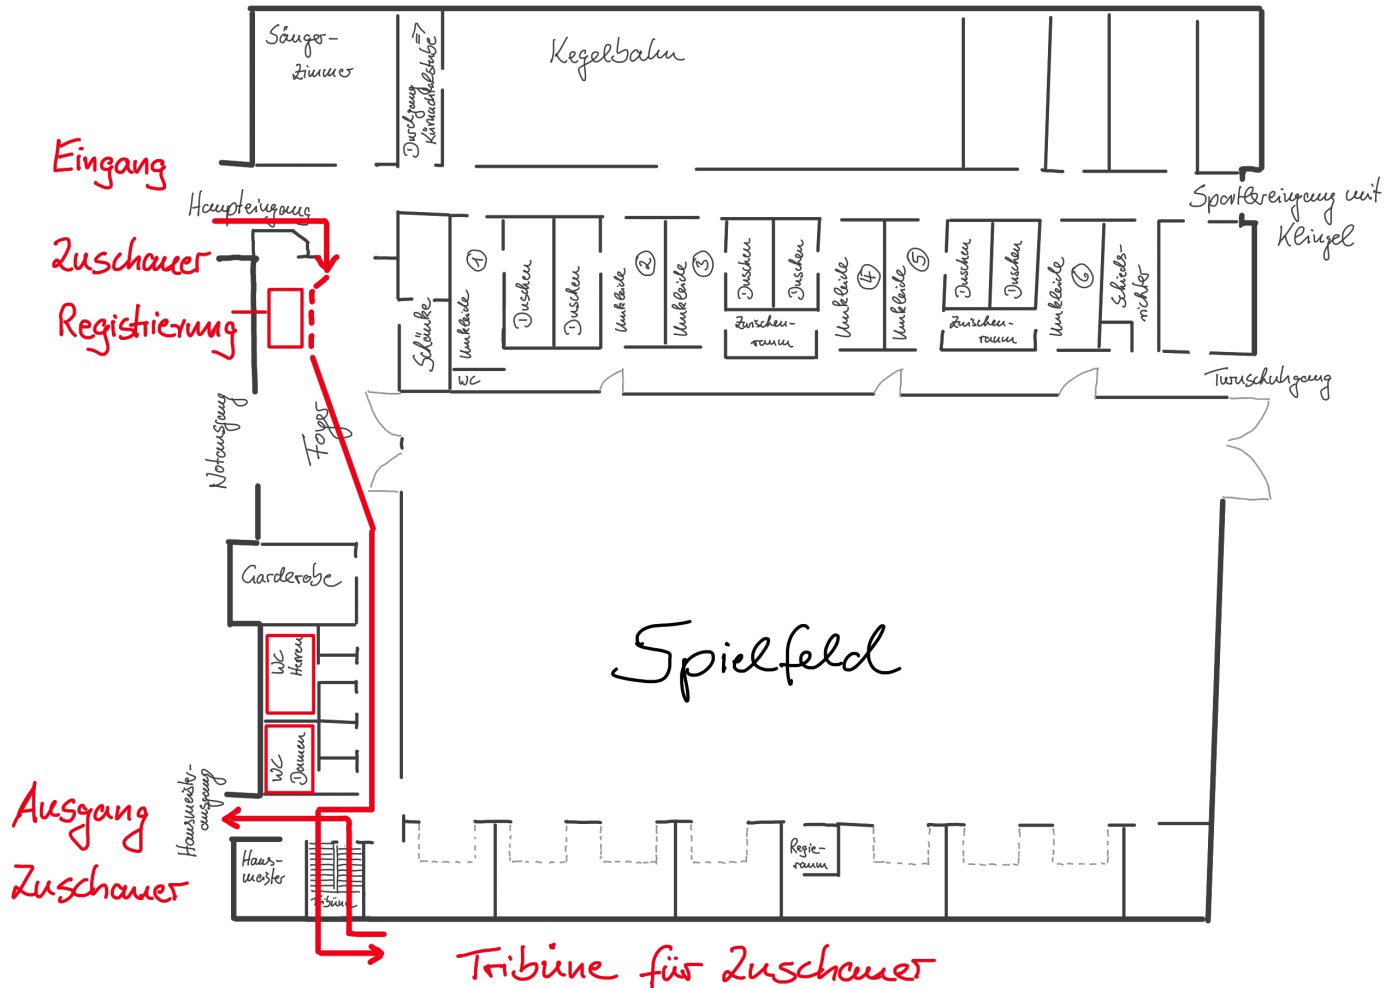 Sänger-
zimmer
Durchgang =>
Kürnachtalstube
Kegelbahn
Eingang
Haupteingang
Zuschauer
Registrierung
Sportlereingang mit
Klingel
Schänke
Umkleide
1
WC
Duschen
Duschen
Umkleide
2
Umkleide
3
Duschen
Duschen
Zwischen-
raum
Umkleide
4
Umkleide
5
Duschen
Duschen
Zwischen-
raum
Umkleide
6
Schieds-
richter
Turnschuhgang
Notausgang
Foyer
Garderobe
WC
Herren
WC
Damen
Spielfeld
Hausmeister-
ausgang
Ausgang
Zuschauer
Haus-
meister
Tribüne
Regie-
raum
Tribüne für Zuschauer